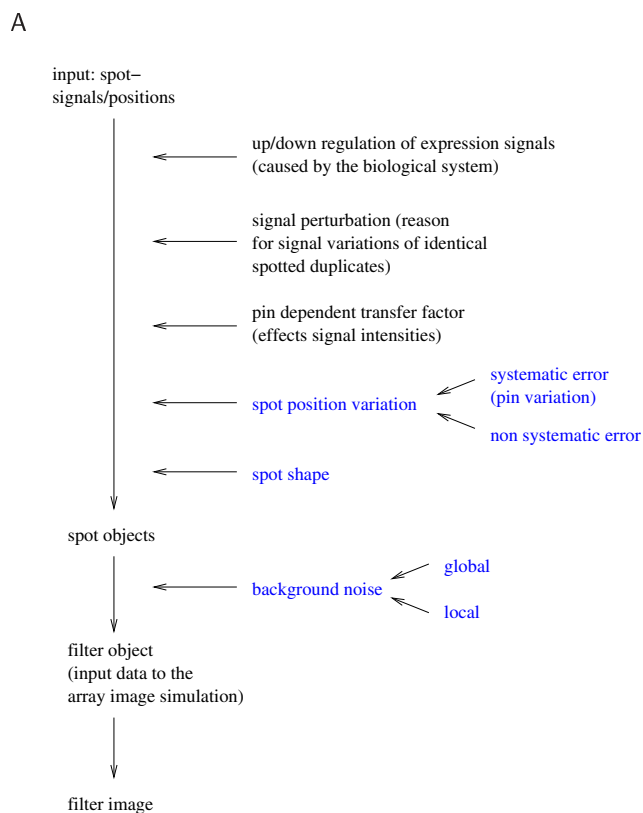 A
input: spot−
signals/positions
up/down regulation of expression signals
(caused by the biological system)
signal perturbation (reason
for signal variations of identical
spotted duplicates)
pin dependent transfer factor
(effects signal intensities)
systematic error
(pin variation)
spot position variation
non systematic error
spot shape
spot objects
global
background noise
local
filter object
(input data to the
array image simulation)
filter image